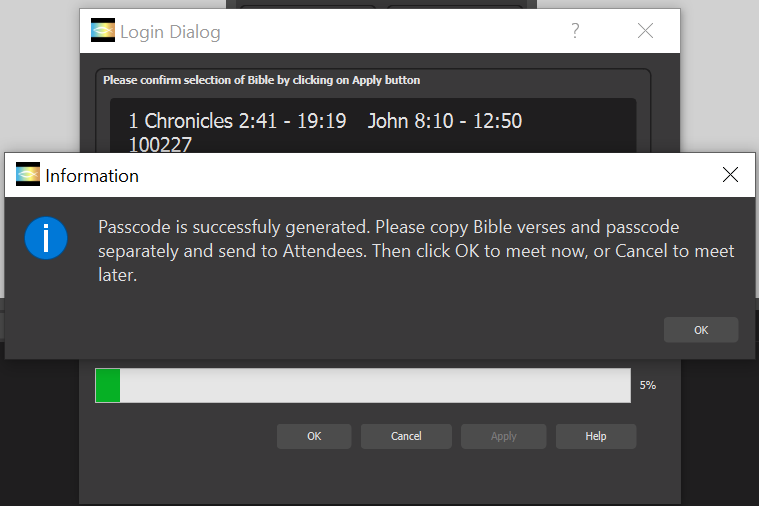 Login Dialog
?
Please confirm selection of Bible by clicking on Apply button
1 Chronicles 2:41 - 19:19 John 8:10 - 12:50
100227
Information
Passcode is successfuly generated. Please copy Bible verses and passcode
separately and send to Attendees. Then click OK to meet now, or Cancel to meet
later.
OK
5%
OK Cancel Apply Help